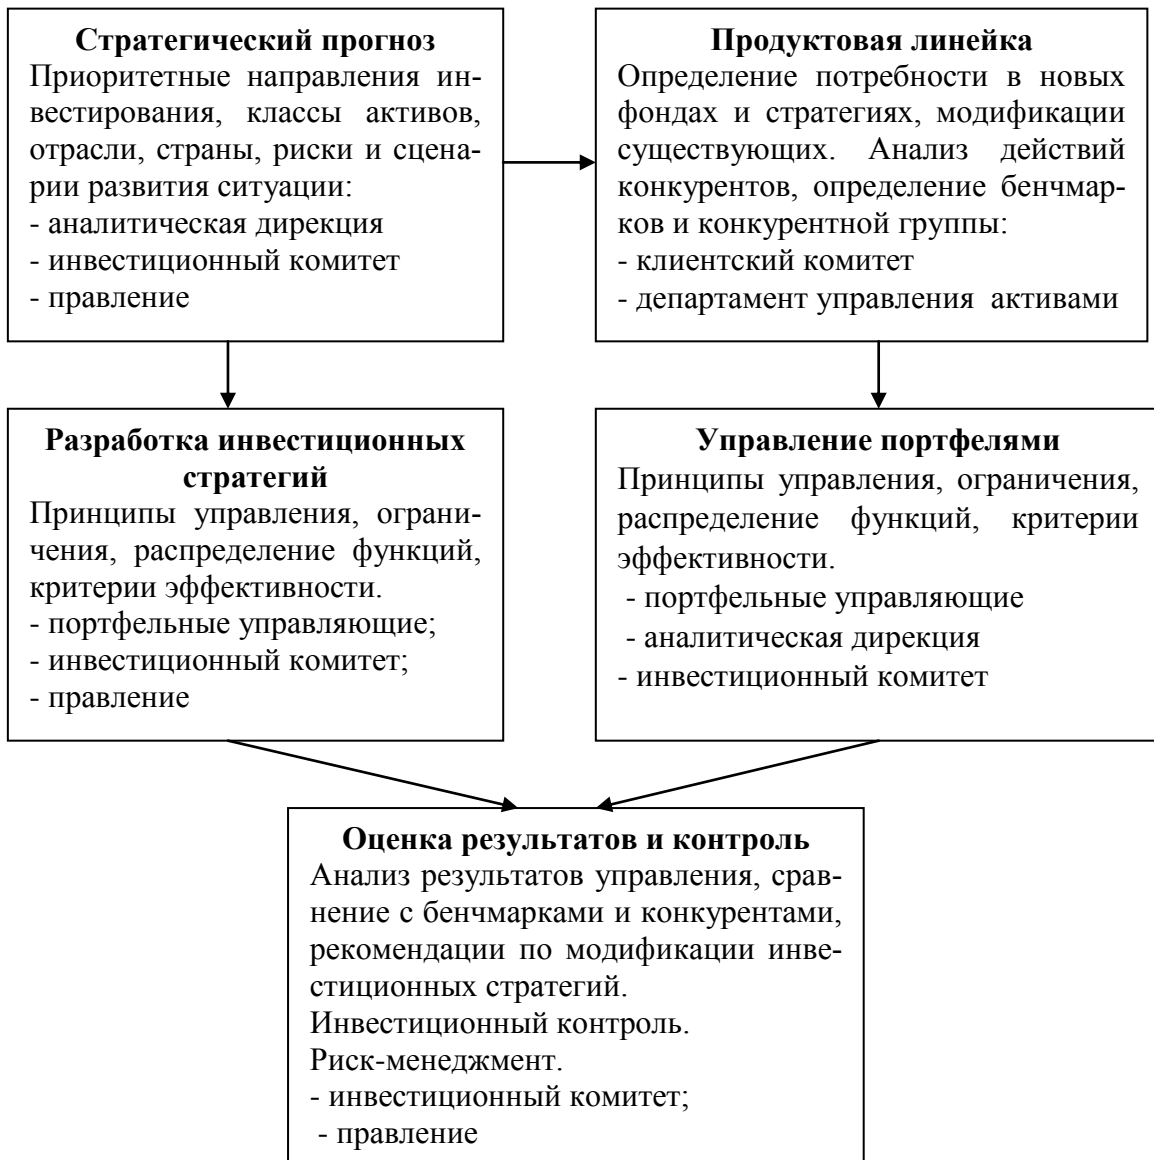 Стратегический прогноз
Приоритетные направления ин-
вестирования, классы активов,
отрасли, страны, риски и сцена-
рии развития ситуации:
- аналитическая дирекция
- инвестиционный комитет
- правление
Продуктовая линейка
Определение потребности в новых
фондах и стратегиях, модификации
существующих. Анализ действий
конкурентов, определение бенчмар-
ков и конкурентной группы:
- клиентский комитет
- департамент управления активами
Разработка инвестиционных
стратегий
Принципы управления, ограни-
чения, распределение функций,
критерии эффективности.
- портфельные управляющие;
- инвестиционный комитет;
- правление
Управление портфелями
Принципы управления, ограничения,
распределение функций, критерии
эффективности.
- портфельные управляющие
- аналитическая дирекция
- инвестиционный комитет
Оценка результатов и контроль
Анализ результатов управления, срав-
нение с бенчмарками и конкурентами,
рекомендации по модификации инве-
стиционных стратегий.
Инвестиционный контроль.
Риск-менеджмент.
- инвестиционный комитет;
- правление